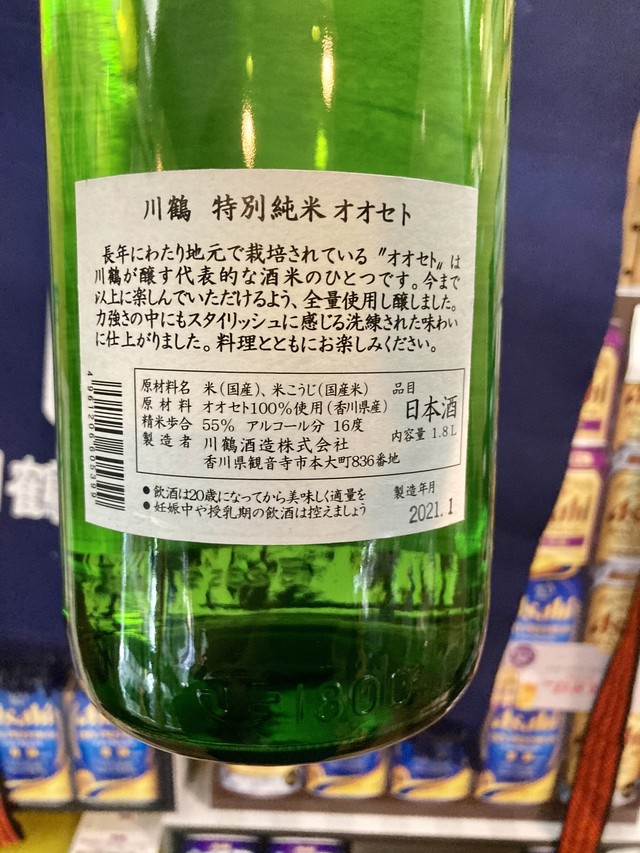 川鶴 特別純米 オオセト
長年にわたり地元で栽培されている〝オオセト〟は
川鶴が醸す代表的な酒米のひとつです。今まで
以上に楽しんでいただけるよう、全量使用し醸しました。
力強さの中にもスタイリッシュに感じる洗練された味わい
に仕上がりました。料理とともにお楽しみください。
原材料名 米(国産)、米こうじ(国産米)
原料 オオセト100%使用(香川県産)
精米歩合 55% アルコール分 16度
製造者 川鶴酒造株式会社
香川県観音寺市本大町836番地
品目
日本酒
内容量 1.8L
●飲酒は20歳になってから美味しく適量を
●妊娠中や授乳期の飲酒は控えましょう
製造年月
2021.1
4961206605399
鶴
Asahi
Asahi
Asahi